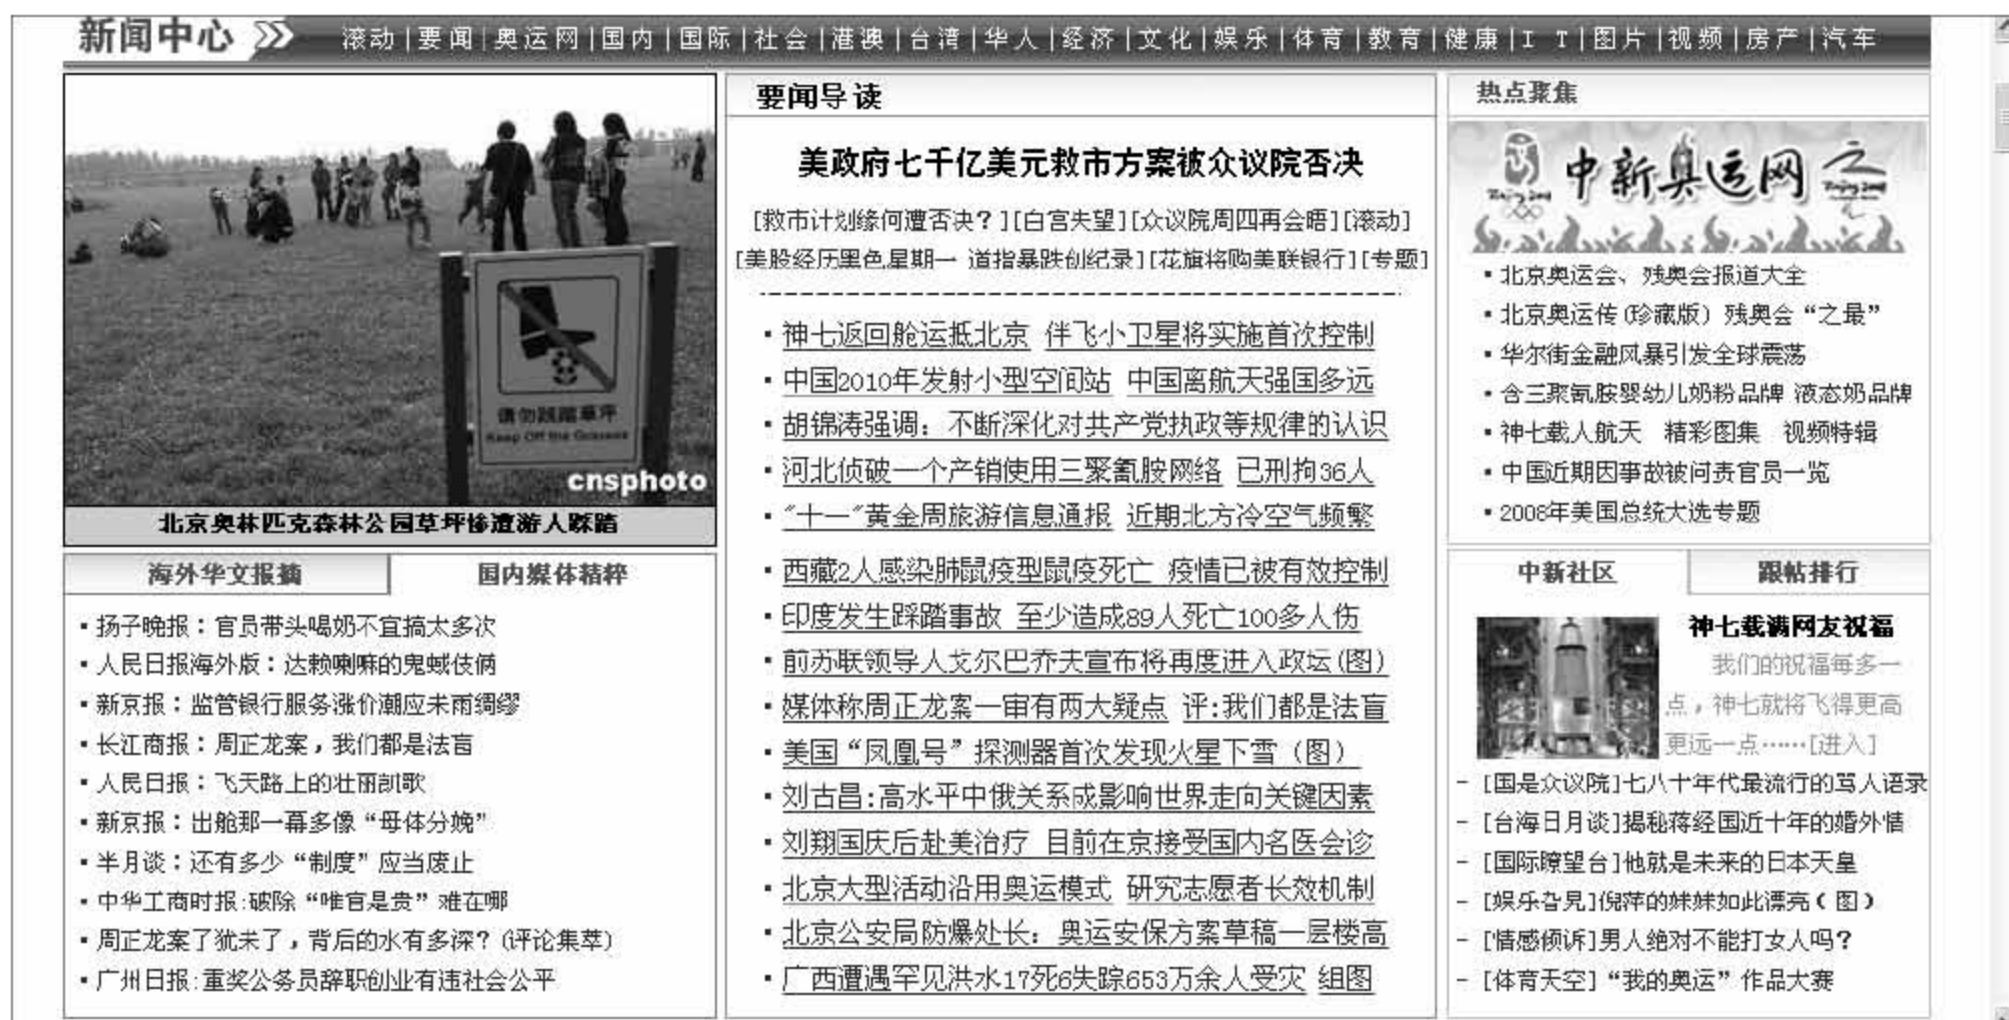 新闻中心
滚动|要闻|奥运网|国内|国际|社会|港澳|台湾|华人|经济|文化|娱乐|体育|教育|健康|I T|图片|视频|房产|汽车
请勿践踏草坪
Keep Off the Grasses
cnsphoto
北京奥林匹克森林公园草坪惨遭游人踩踏
海外华文报摘 国内媒体精粹
▪扬子晚报：官员带头喝奶不宜搞太多次
▪人民日报海外版：达赖喇嘛的鬼蜮伎俩
▪新京报：监管银行服务涨价潮应未雨绸缪
▪长江商报：周正龙案，我们都是法盲
▪人民日报：飞天路上的壮丽凯歌
▪新京报：出舱那一幕多像“母体分娩”
▪半月谈：还有多少“制度”应当废止
▪中华工商时报:破除“唯官是贵”难在哪
▪周正龙案了犹未了，背后的水有多深？(评论集萃)
▪广州日报:重奖公务员辞职创业有违社会公平
要闻导读
美政府七千亿美元救市方案被众议院否决
[救市计划缘何遭否决？][白宫失望][众议院周四再会晤][滚动]
[美股经历黑色星期一 道指暴跌创纪录][花旗将购美联银行][专题]
▪神七返回舱运抵北京 伴飞小卫星将实施首次控制
▪中国2010年发射小型空间站 中国离航天强国多远
▪胡锦涛强调：不断深化对共产党执政等规律的认识
▪河北侦破一个产销使用三聚氰胺网络 已刑拘36人
▪“十一”黄金周旅游信息通报 近期北方冷空气频繁
▪西藏2人感染肺鼠疫型鼠疫死亡 疫情已被有效控制
▪印度发生踩踏事故 至少造成89人死亡100多人伤
▪前苏联领导人戈尔巴乔夫宣布将再度进入政坛(图)
▪媒体称周正龙案一审有两大疑点 评:我们都是法盲
▪美国“凤凰号”探测器首次发现火星下雪（图）
▪刘古昌:高水平中俄关系成影响世界走向关键因素
▪刘翔国庆后赴美治疗 目前在京接受国内名医会诊
▪北京大型活动沿用奥运模式 研究志愿者长效机制
▪北京公安局防爆处长：奥运安保方案草稿一层楼高
▪广西遭遇罕见洪水17死6失踪653万余人受灾 组图
热点聚焦
中新奥运网
▪北京奥运会、残奥会报道大全
▪北京奥运传(珍藏版) 残奥会“之最”
▪华尔街金融风暴引发全球震荡
▪含三聚氰胺婴幼儿奶粉品牌 液态奶品牌
▪神七载人航天 精彩图集 视频特辑
▪中国近期因事故被问责官员一览
▪2008年美国总统大选专题
中新社区 跟帖排行
神七载满网友祝福
我们的祝福每多一
点，神七就将飞得更高
更远一点……[进入]
- [国是众议院]七八十年代最流行的骂人语录
- [台海日月谈]揭秘蒋经国近十年的婚外情
- [国际瞭望台]他就是未来的日本天皇
- [娱乐旮旯]倪萍的妹妹如此漂亮(图)
- [情感倾诉]男人绝对不能打女人吗？
- [体育天空]“我的奥运”作品大赛